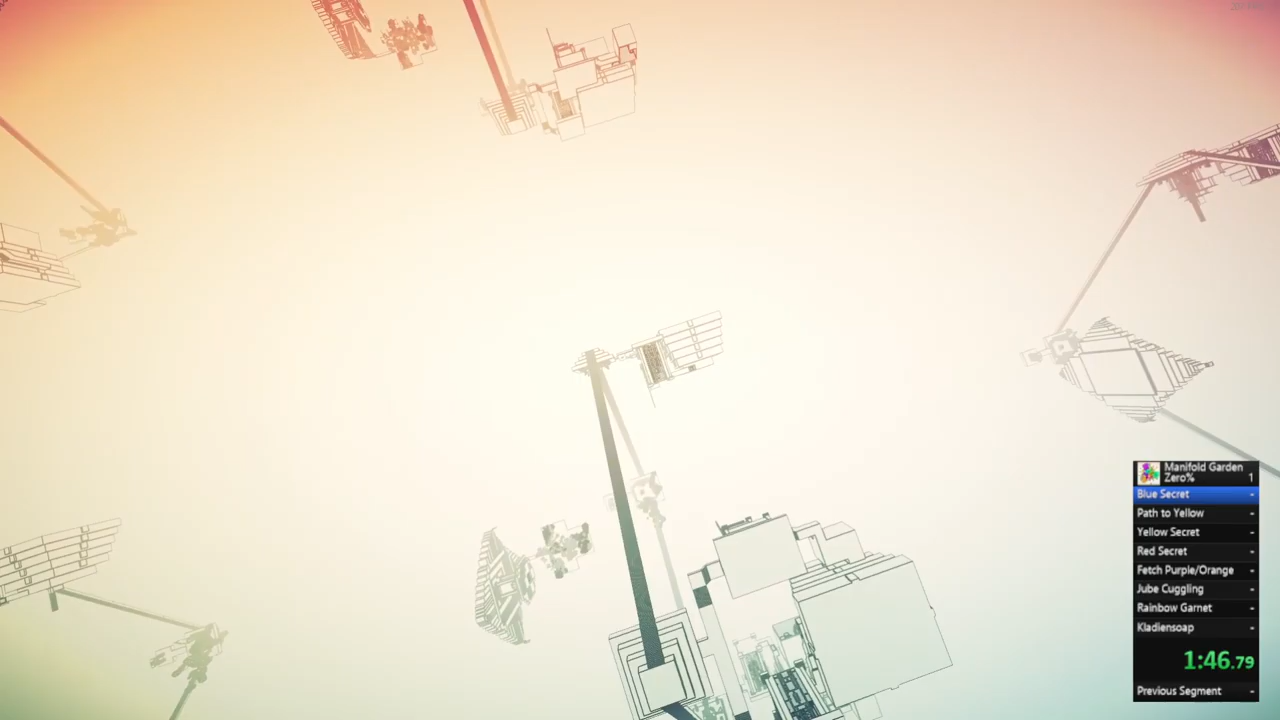 Manifold Garden
Zero% 1
Blue Secret -
Path to Yellow -
Yellow Secret -
Red Secret -
Fetch Purple/Orange -
Jube Cuggling -
Rainbow Garnet -
Kladiensoap -
1:46.79
Previous Segment -